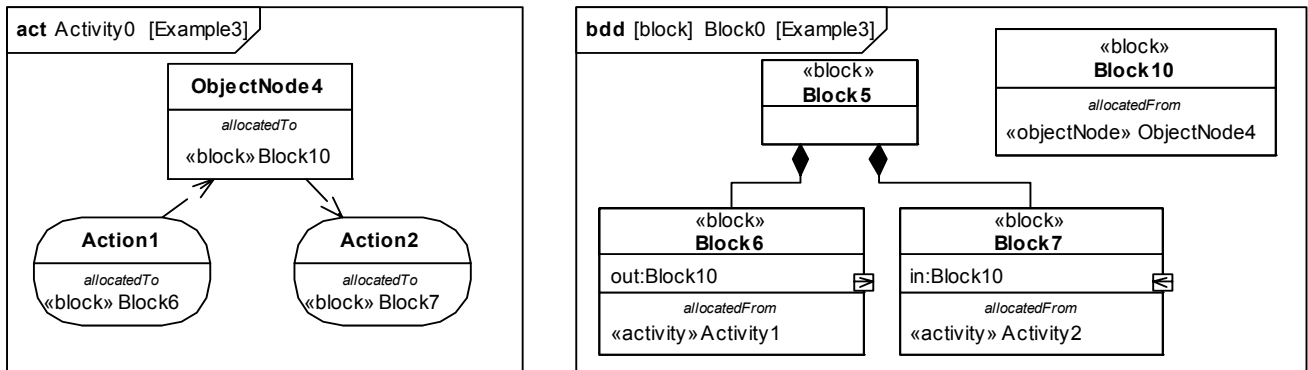 act Activity0 [Example3]
ObjectNode4
allocatedTo
«block» Block10
Action1
allocatedTo
«block» Block6
Action2
allocatedTo
«block» Block7
bdd [block] Block0 [Example3]
«block»
Block5
«block»
Block10
allocatedFrom
«objectNode» ObjectNode4
«block»
Block6
out:Block10
allocatedFrom
«activity» Activity1
«block»
Block7
in:Block10
allocatedFrom
«activity» Activity2